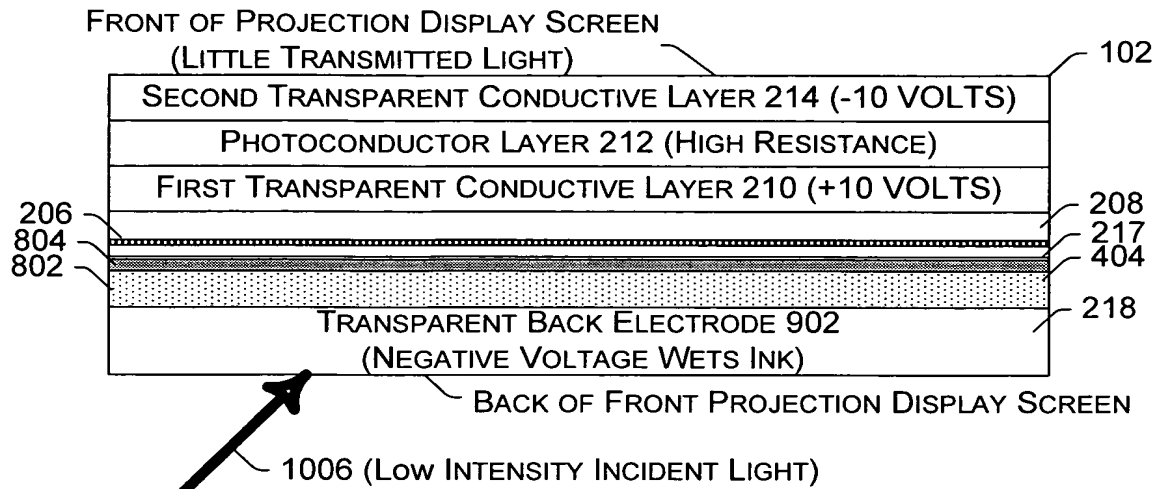 FRONT OF PROJECTION DISPLAY SCREEN
(LITTLE TRANSMITTED LIGHT)
102
SECOND TRANSPARENT CONDUCTIVE LAYER 214 (-10 VOLTS)
PHOTOCONDUCTOR LAYER 212 (HIGH RESISTANCE)
FIRST TRANSPARENT CONDUCTIVE LAYER 210 (+10 VOLTS)
206
208
804
217
802
404
TRANSPARENT BACK ELECTRODE 902
218
(NEGATIVE VOLTAGE WETS INK)
BACK OF FRONT PROJECTION DISPLAY SCREEN
1006 (LOW INTENSITY INCIDENT LIGHT)